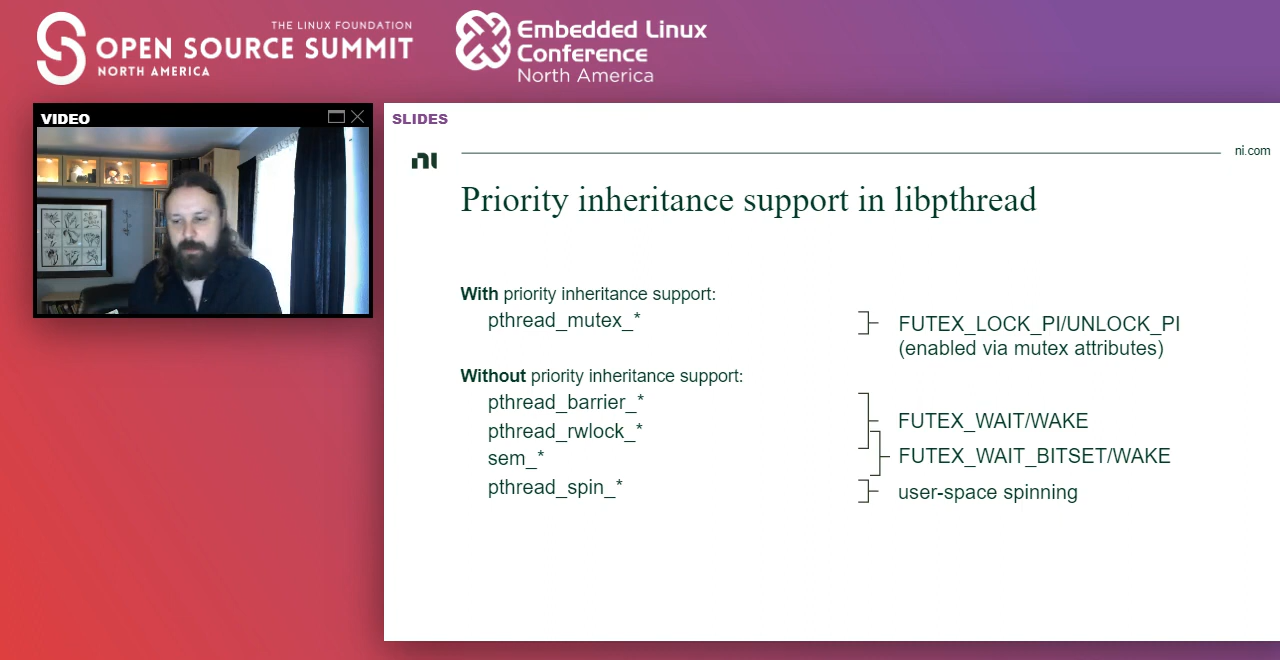 THE LINUX FOUNDATION
OPEN SOURCE SUMMIT
NORTH AMERICA
Embedded Linux
Conference
North America
VIDEO
SLIDES
ni
ni.com
Priority inheritance support in libpthread
With priority inheritance support:
pthread_mutex_*
FUTEX_LOCK_PI/UNLOCK_PI
(enabled via mutex attributes)
Without priority inheritance support:
pthread_barrier_*
pthread_rwlock_*
sem_*
pthread_spin_*
FUTEX_WAIT/WAKE
FUTEX_WAIT_BITSET/WAKE
user-space spinning